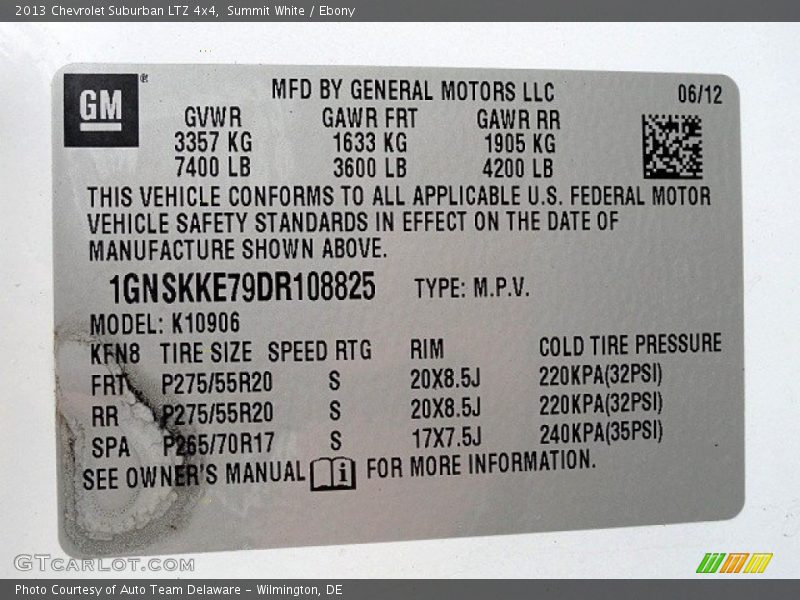 2013 Chevrolet Suburban LTZ 4x4, Summit White / Ebony
GM®
MFD BY GENERAL MOTORS LLC 06/12
GVWR GAWR FRT GAWR RR
3357 KG 1633 KG 1905 KG
7400 LB 3600 LB 4200 LB
THIS VEHICLE CONFORMS TO ALL APPLICABLE U.S. FEDERAL MOTOR
VEHICLE SAFETY STANDARDS IN EFFECT ON THE DATE OF
MANUFACTURE SHOWN ABOVE.
1GNSKKE79DR108825 TYPE: M.P.V.
MODEL: K10906
KFN8 TIRE SIZE SPEED RTG RIM COLD TIRE PRESSURE
FRT P275/55R20 S 20X8.5J 220KPA(32PSI)
RR P275/55R20 S 20X8.5J 220KPA(32PSI)
SPA P265/70R17 S 17X7.5J 240KPA(35PSI)
SEE OWNER'S MANUAL i FOR MORE INFORMATION.
GTCARLOT.COM
Photo Courtesy of Auto Team Delaware - Wilmington, DE